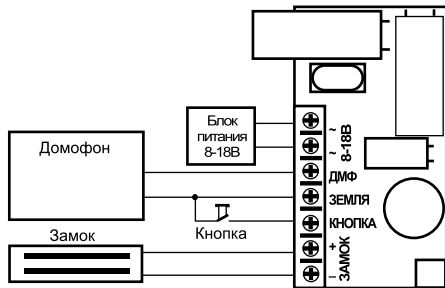 Блок
питания
8-18В
Домофон
Замок
Кнопка
~
~
8-18В
ДМФ
ЗЕМЛЯ
КНОПКА
+
–
ЗАМОК